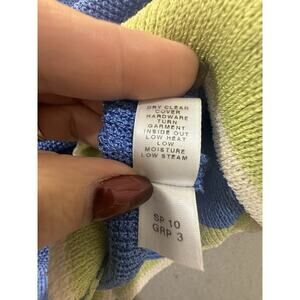 DRY CLEAN
COVER
HARDWARE
TURN
GARMENT
INSIDE OUT
LOW HEAT
LOW
MOISTURE
LOW STEAM
SP 10
GRP 3